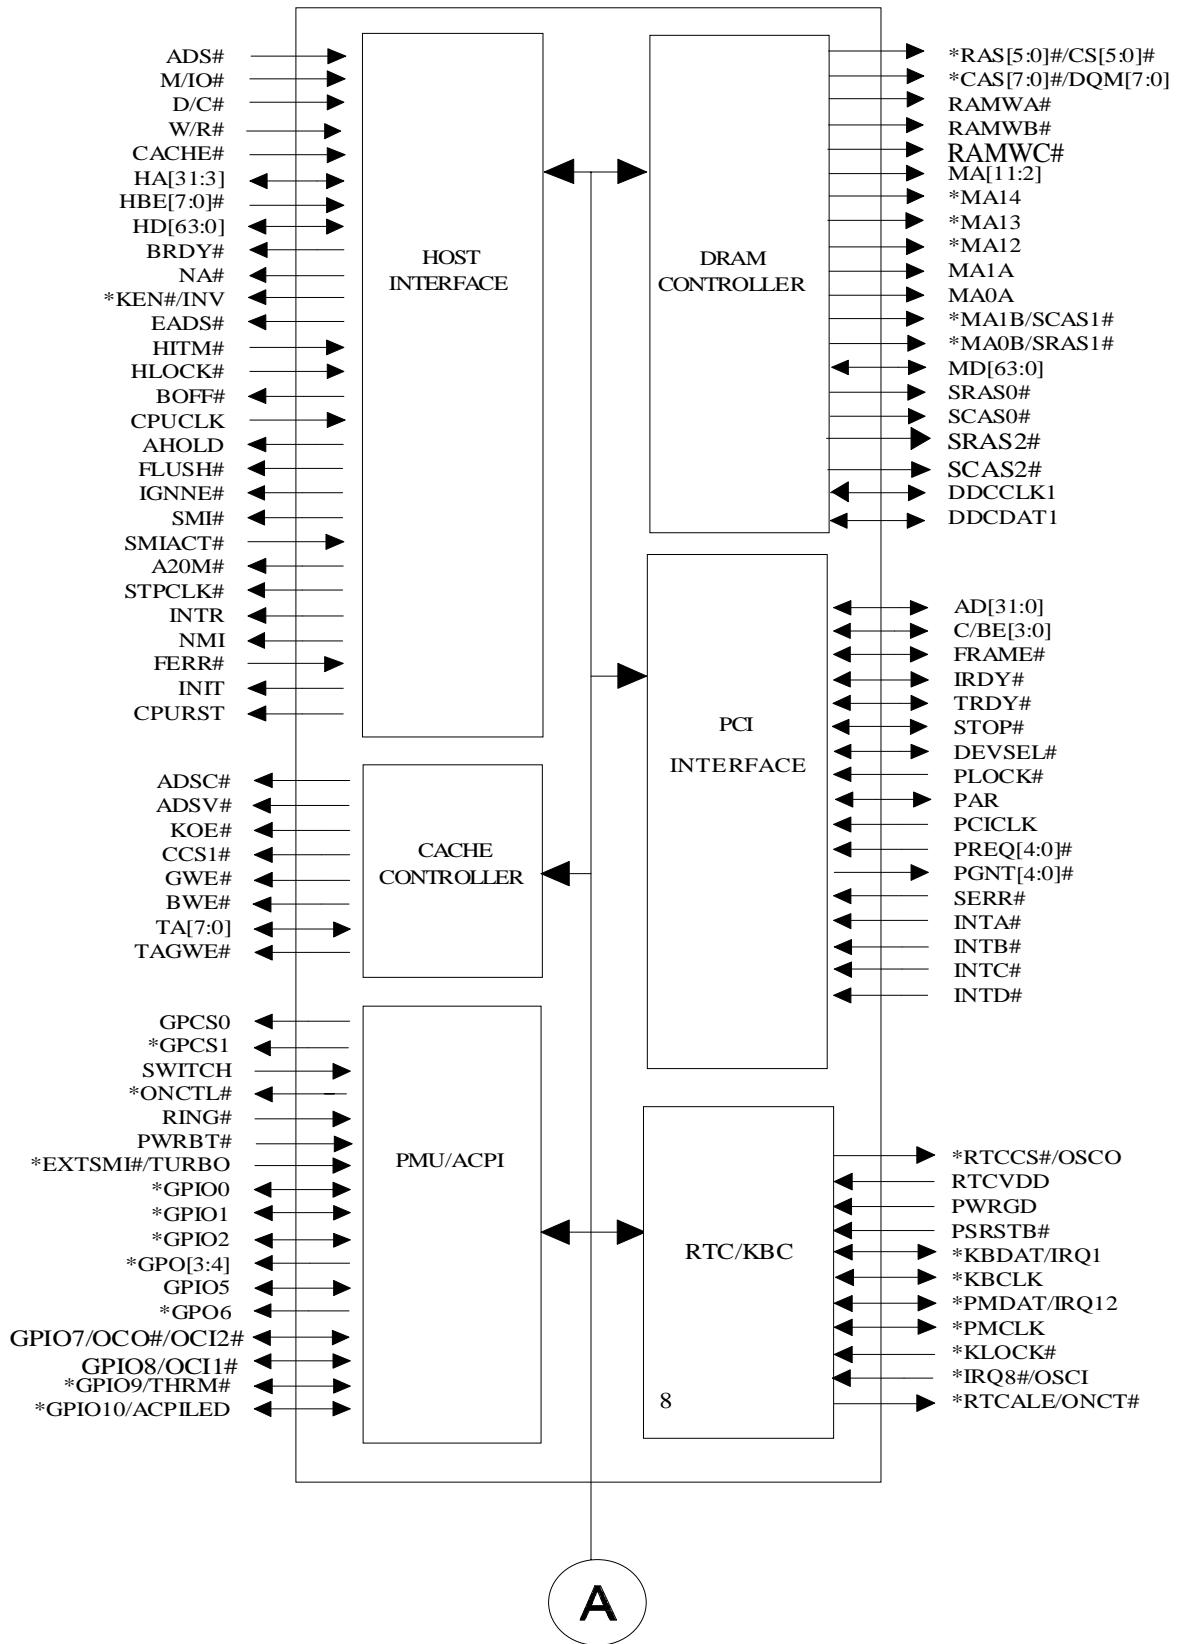 ADS#
M/IO#
D/C#
W/R#
CACHE#
HA[31:3]
HBE[7:0]#
HD[63:0]
BRDY#
NA#
*KEN#/INV
EADS#
HITM#
HLOCK#
BOFF#
CPUCLK
AHOLD
FLUSH#
IGNNE#
SMI#
SMIACT#
A20M#
STPCLK#
INTR
NMI
FERR#
INIT
CPURST
HOST
INTERFACE
DRAM
CONTROLLER
*RAS[5:0]#/CS[5:0]#
*CAS[7:0]#/DQM[7:0]
RAMWA#
RAMWB#
RAMWC#
MA[11:2]
*MA14
*MA13
*MA12
MA1A
MA0A
*MA1B/SCAS1#
*MA0B/SRAS1#
MD[63:0]
SRAS0#
SCAS0#
SRAS2#
SCAS2#
DDCCLK1
DDCDAT1
ADSC#
ADSV#
KOE#
CCS1#
GWE#
BWE#
TA[7:0]
TAGWE#
CACHE
CONTROLLER
PCI
INTERFACE
AD[31:0]
C/BE[3:0]
FRAME#
IRDY#
TRDY#
STOP#
DEVSEL#
PLOCK#
PAR
PCICLK
PREQ[4:0]#
PGNT[4:0]#
SERR#
INTA#
INTB#
INTC#
INTD#
GPCS0
*GPCS1
SWITCH
*ONCTL#
RING#
PWRBT#
*EXTSMI#/TURBO
*GPIO0
*GPIO1
*GPIO2
*GPO[3:4]
GPIO5
*GPO6
GPIO7/OCO#/OCI2#
GPIO8/OCI1#
*GPIO9/THRM#
*GPIO10/ACPILED
PMU/ACPI
RTC/KBC
8
*RTCCS#/OSCO
RTCVDD
PWRGD
PSRSTB#
*KBDAT/IRQ1
*KBCLK
*PMDAT/IRQ12
*PMCLK
*KLOCK#
*IRQ8#/OSCI
*RTCALE/ONCT#
A